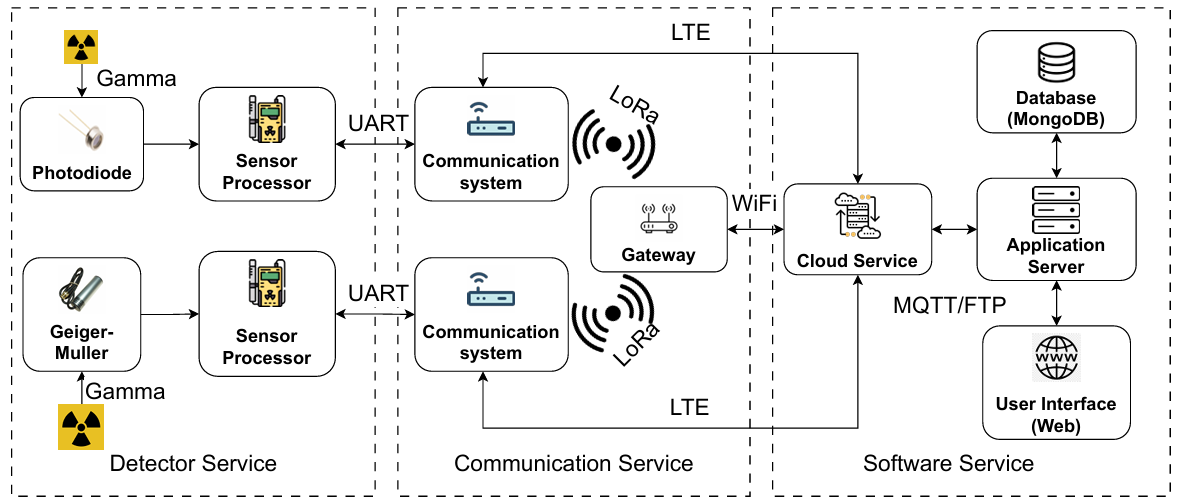 LTE
Gamma
Photodiode
Sensor
Processor
UART
Communication
system
LoRa
Database
(MongoDB)
Gateway
WiFi
Cloud Service
Application
Server
Gamma
Geiger-
Muller
Sensor
Processor
UART
Communication
system
LoRa
MQTT/FTP
WWW
User Interface
(Web)
LTE
Detector Service
Communication Service
Software Service